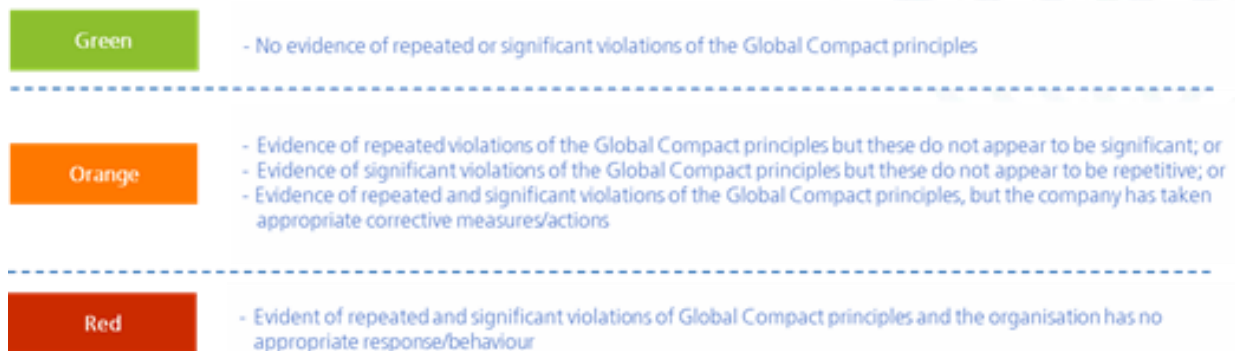 Green
- No evidence of repeated or significant violations of the Global Compact principles
Orange
- Evidence of repeated violations of the Global Compact principles but these do not appear to be significant; or
- Evidence of significant violations of the Global Compact principles but these do not appear to be repetitive; or
- Evidence of repeated and significant violations of the Global Compact principles, but the company has taken
appropriate corrective measures/actions
Red
- Evident of repeated and significant violations of Global Compact principles and the organisation has no
appropriate response/behaviour